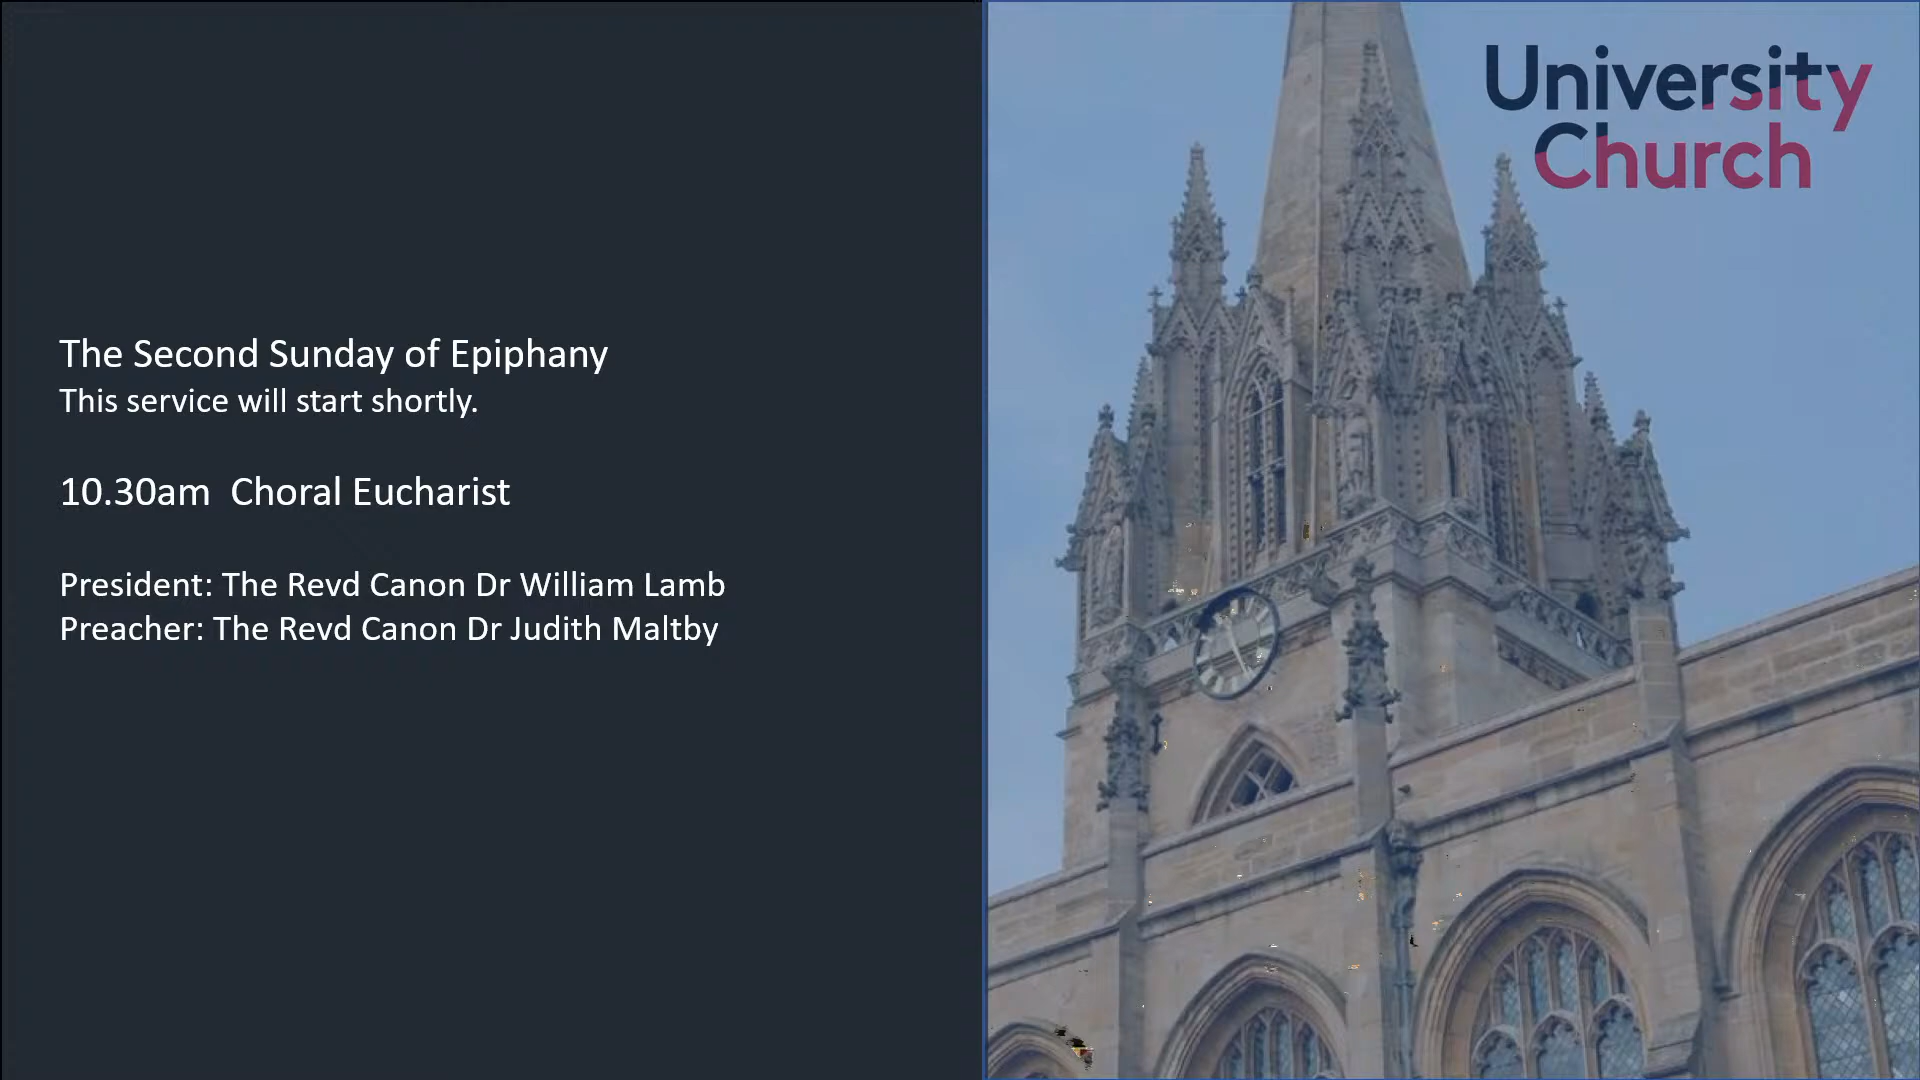 The Second Sunday of Epiphany
This service will start shortly.
10.30am  Choral Eucharist
President: The Revd Canon Dr William Lamb
Preacher: The Revd Canon Dr Judith Maltby
University
Church